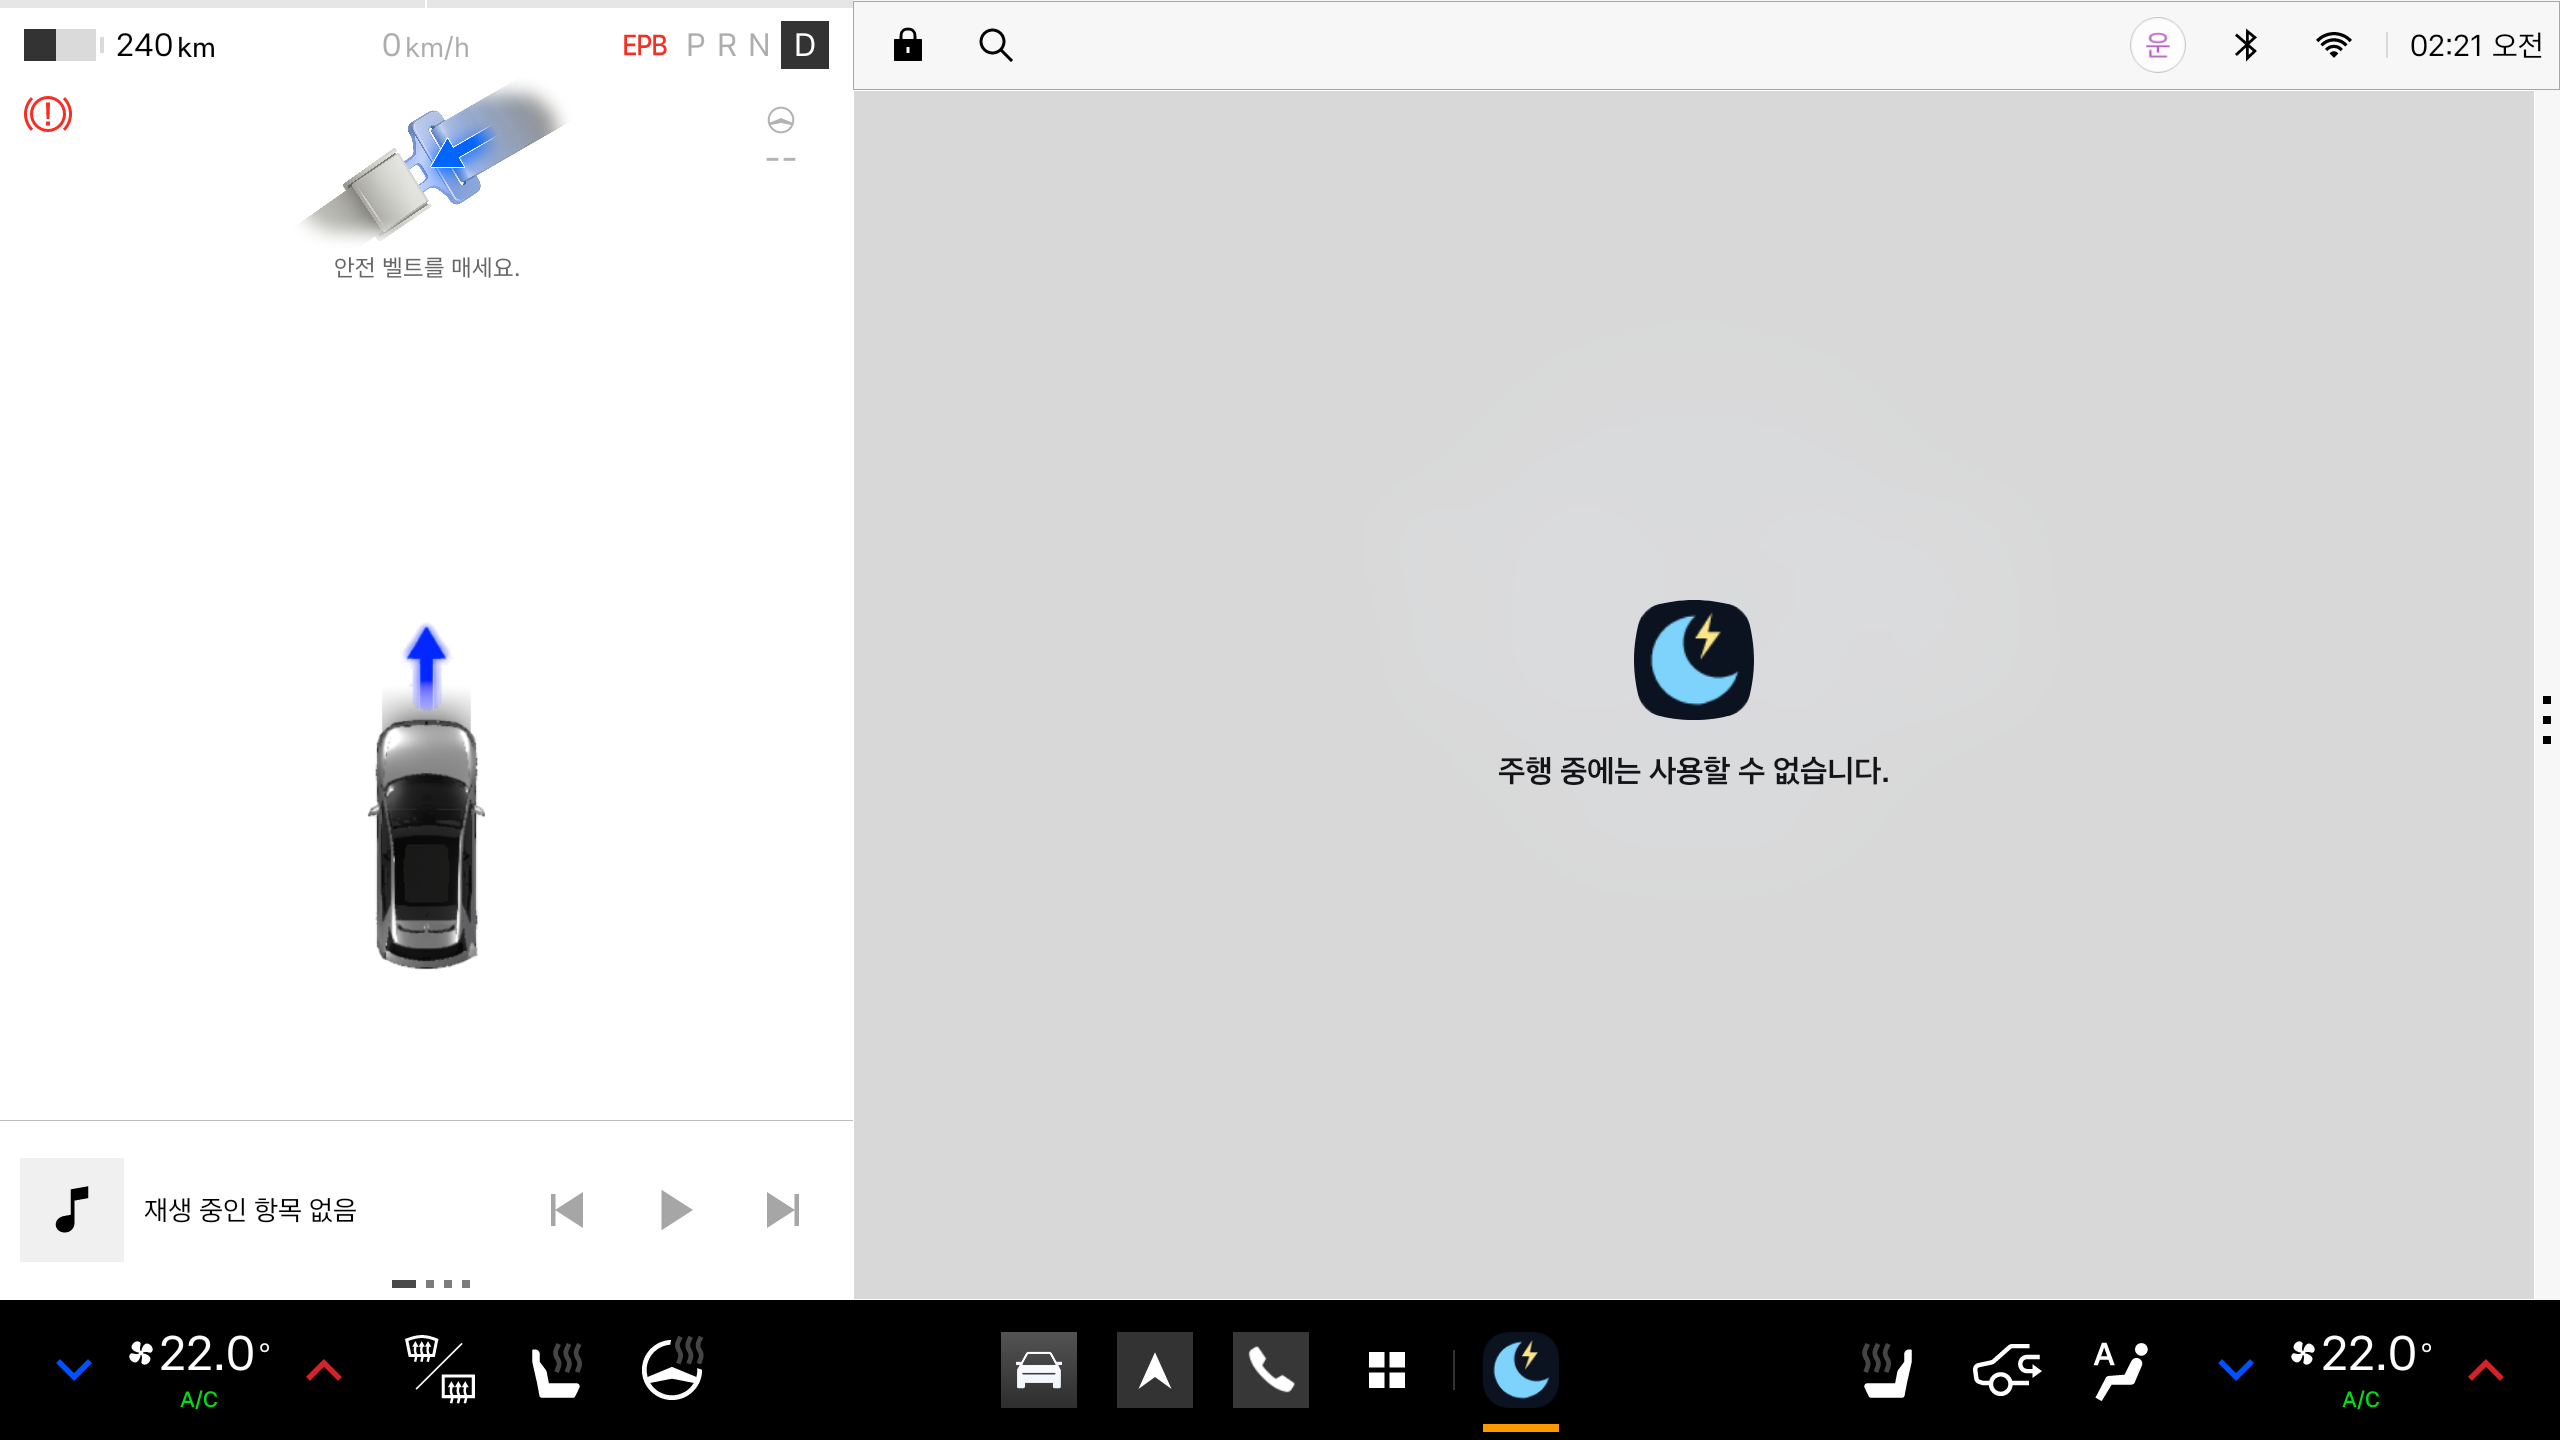 240 km
0 km/h
EPB P R N D
운
02:21 오전
안전 벨트를 매세요.
--
주행 중에는 사용할 수 없습니다.
재생 중인 항목 없음
22.0°
A/C
A
22.0°
A/C